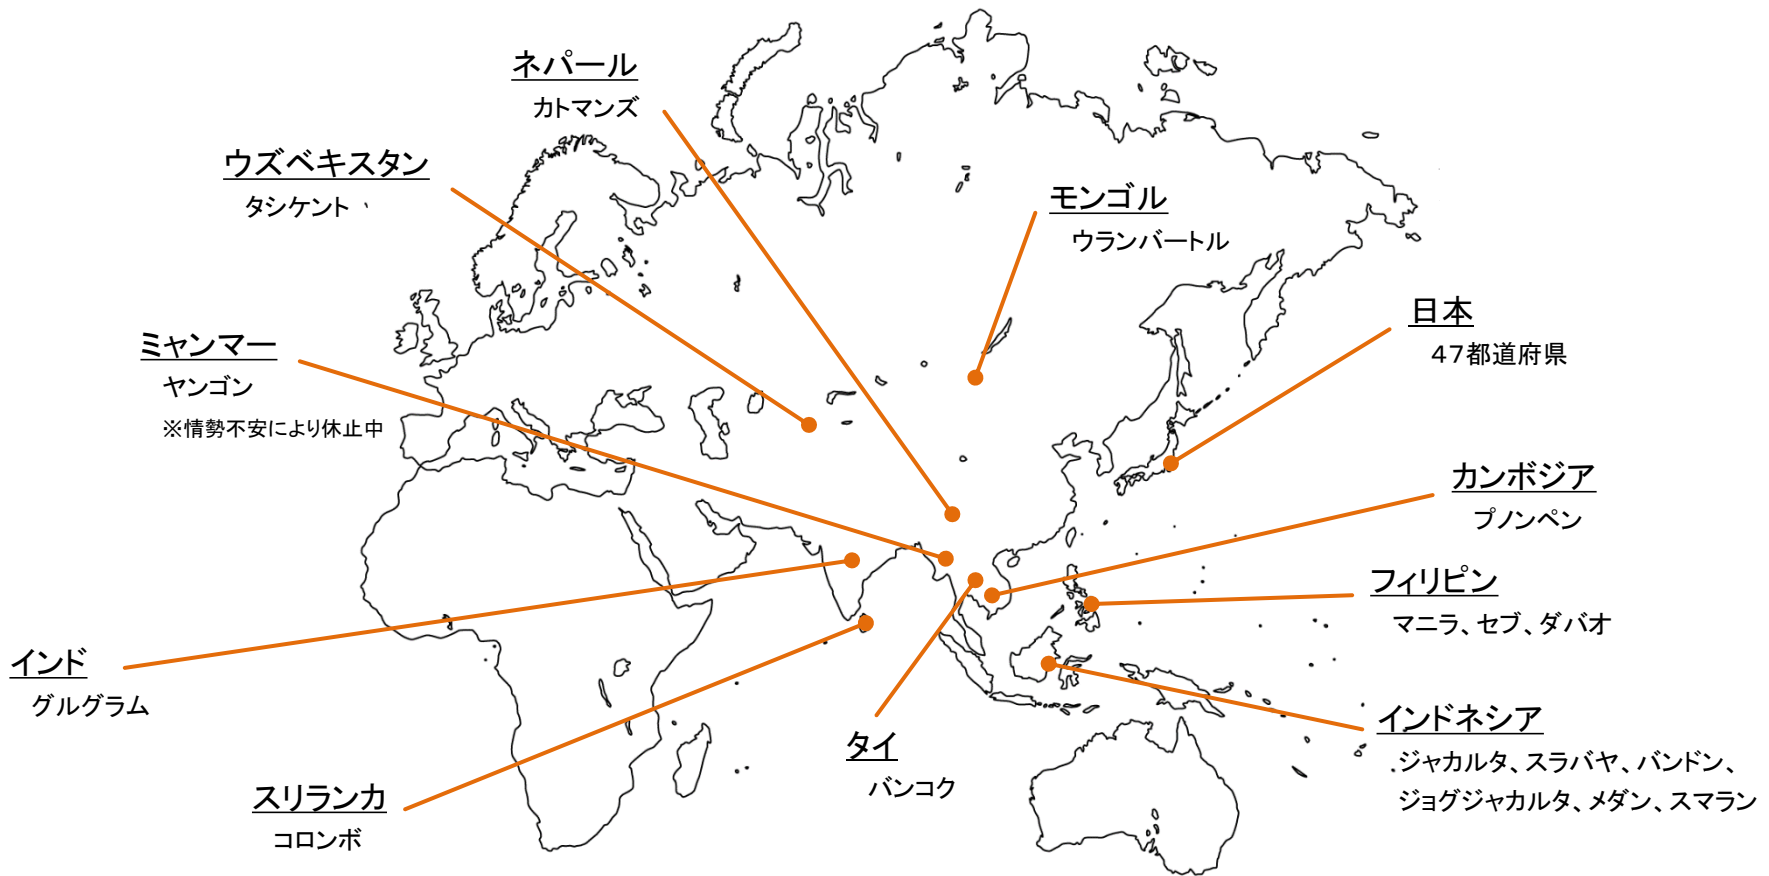 ネパール
カトマンズ
ウズベキスタン
タシケント
モンゴル
ウランバートル
日本
47都道府県
ミャンマー
ヤンゴン
※情勢不安により休止中
カンボジア
プノンペン
フィリピン
マニラ、セブ、ダバオ
インド
グルグラム
インドネシア
ジャカルタ、スラバヤ、バンドン、
ジョグジャカルタ、メダン、スマラン
タイ
バンコク
スリランカ
コロンボ